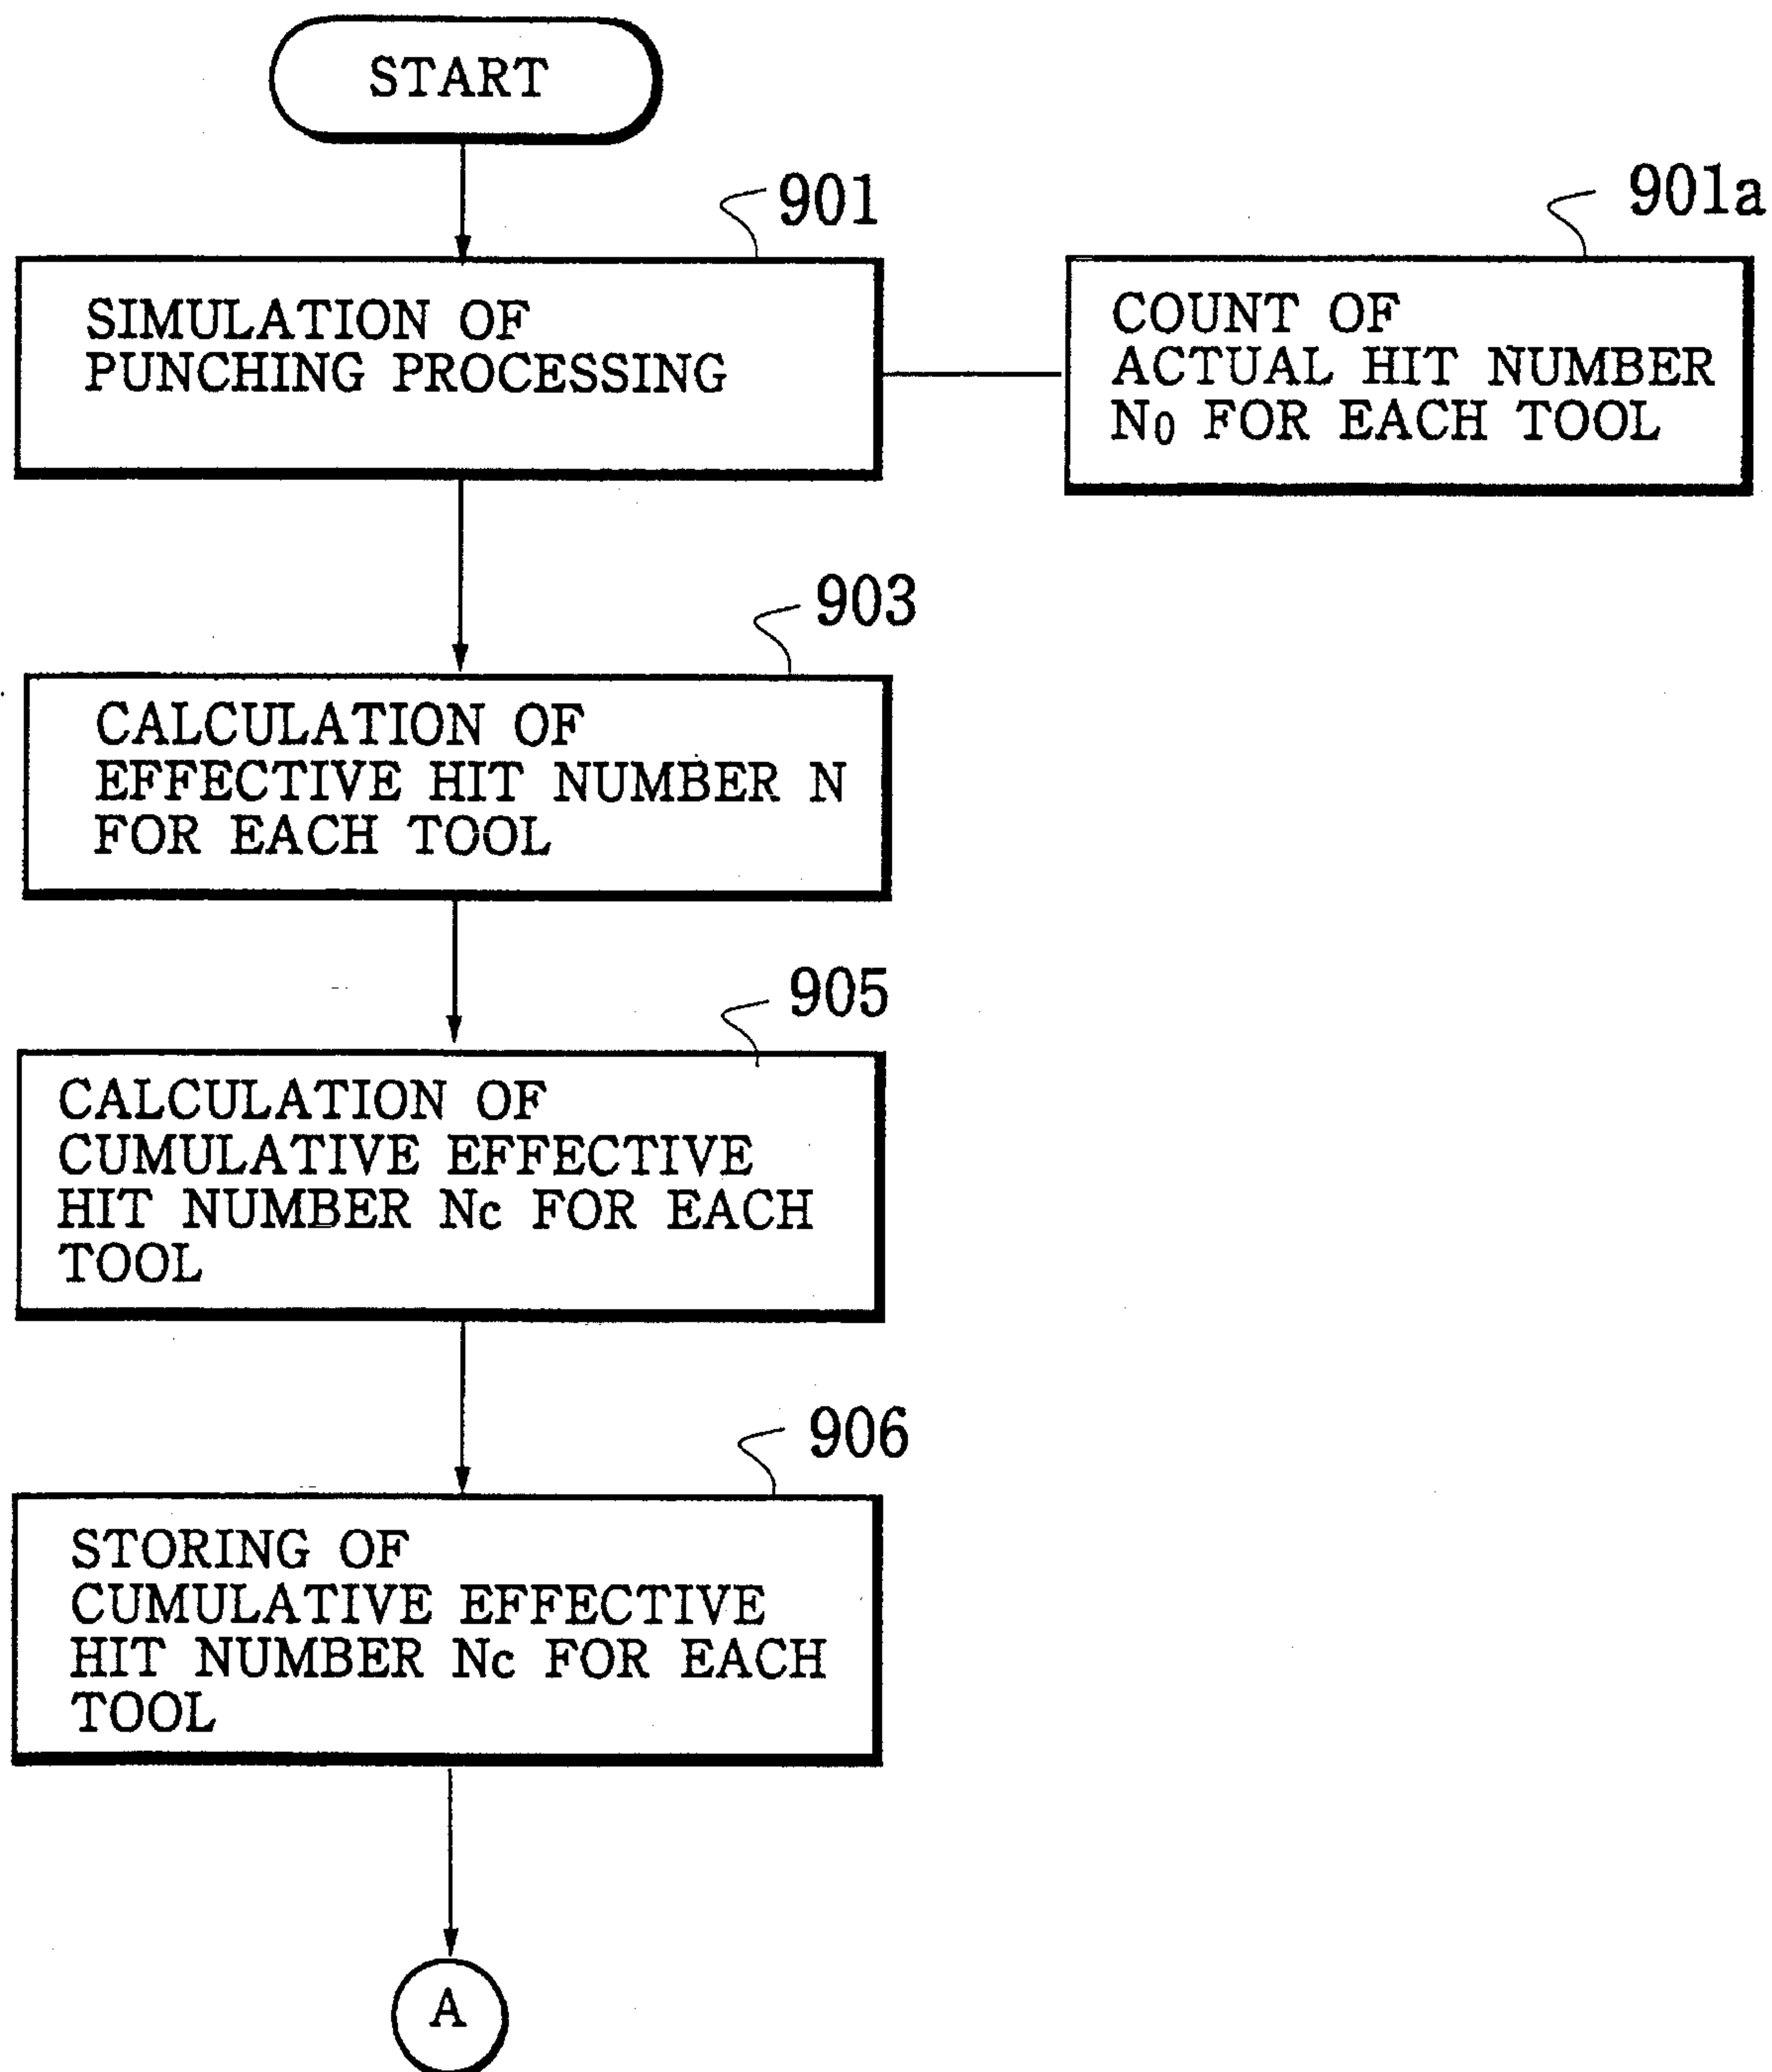 START
901
SIMULATION OF
PUNCHING PROCESSING
901a
COUNT OF
ACTUAL HIT NUMBER
N0 FOR EACH TOOL
903
CALCULATION OF
EFFECTIVE HIT NUMBER N
FOR EACH TOOL
905
CALCULATION OF
CUMULATIVE EFFECTIVE
HIT NUMBER Nc FOR EACH
TOOL
906
STORING OF
CUMULATIVE EFFECTIVE
HIT NUMBER Nc FOR EACH
TOOL
A